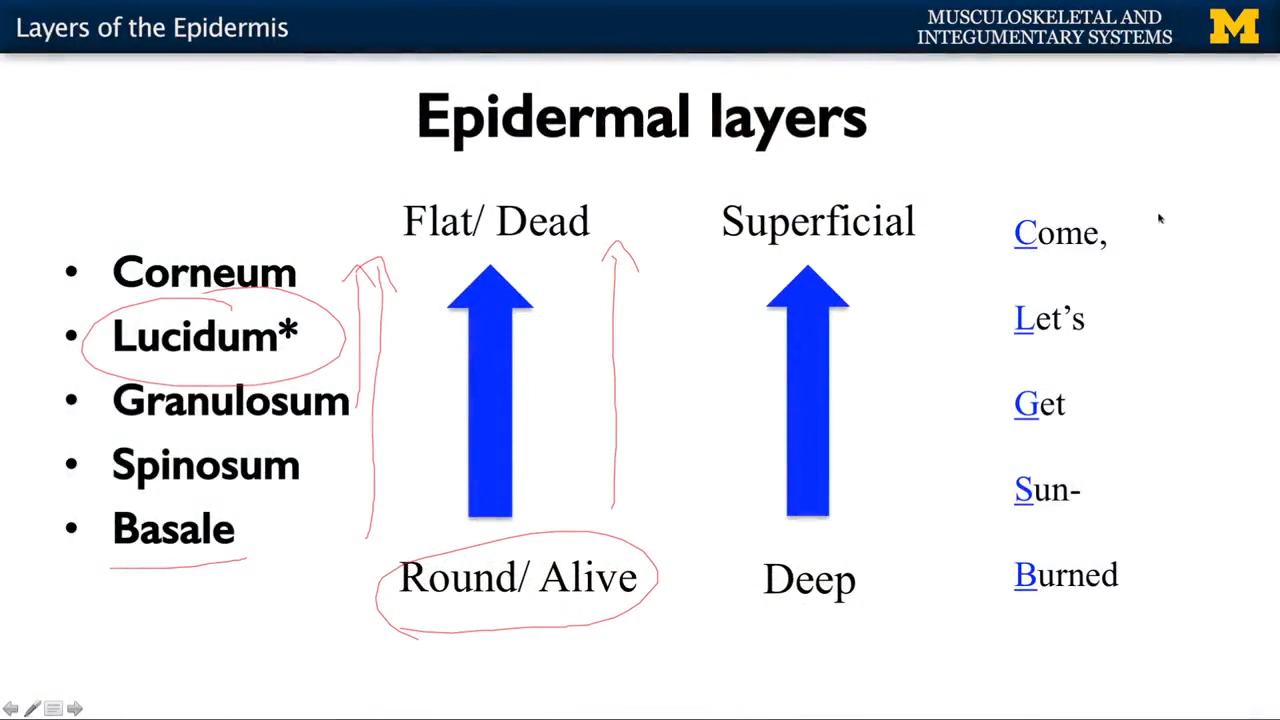 Layers of the Epidermis
MUSCULOSKELETAL AND
INTEGUMENTARY SYSTEMS
M
Epidermal layers
• Corneum
• Lucidum*
• Granulosum
• Spinosum
• Basale
Flat/ Dead
Round/ Alive
Superficial
Deep
Come,
Let's
Get
Sun-
Burned